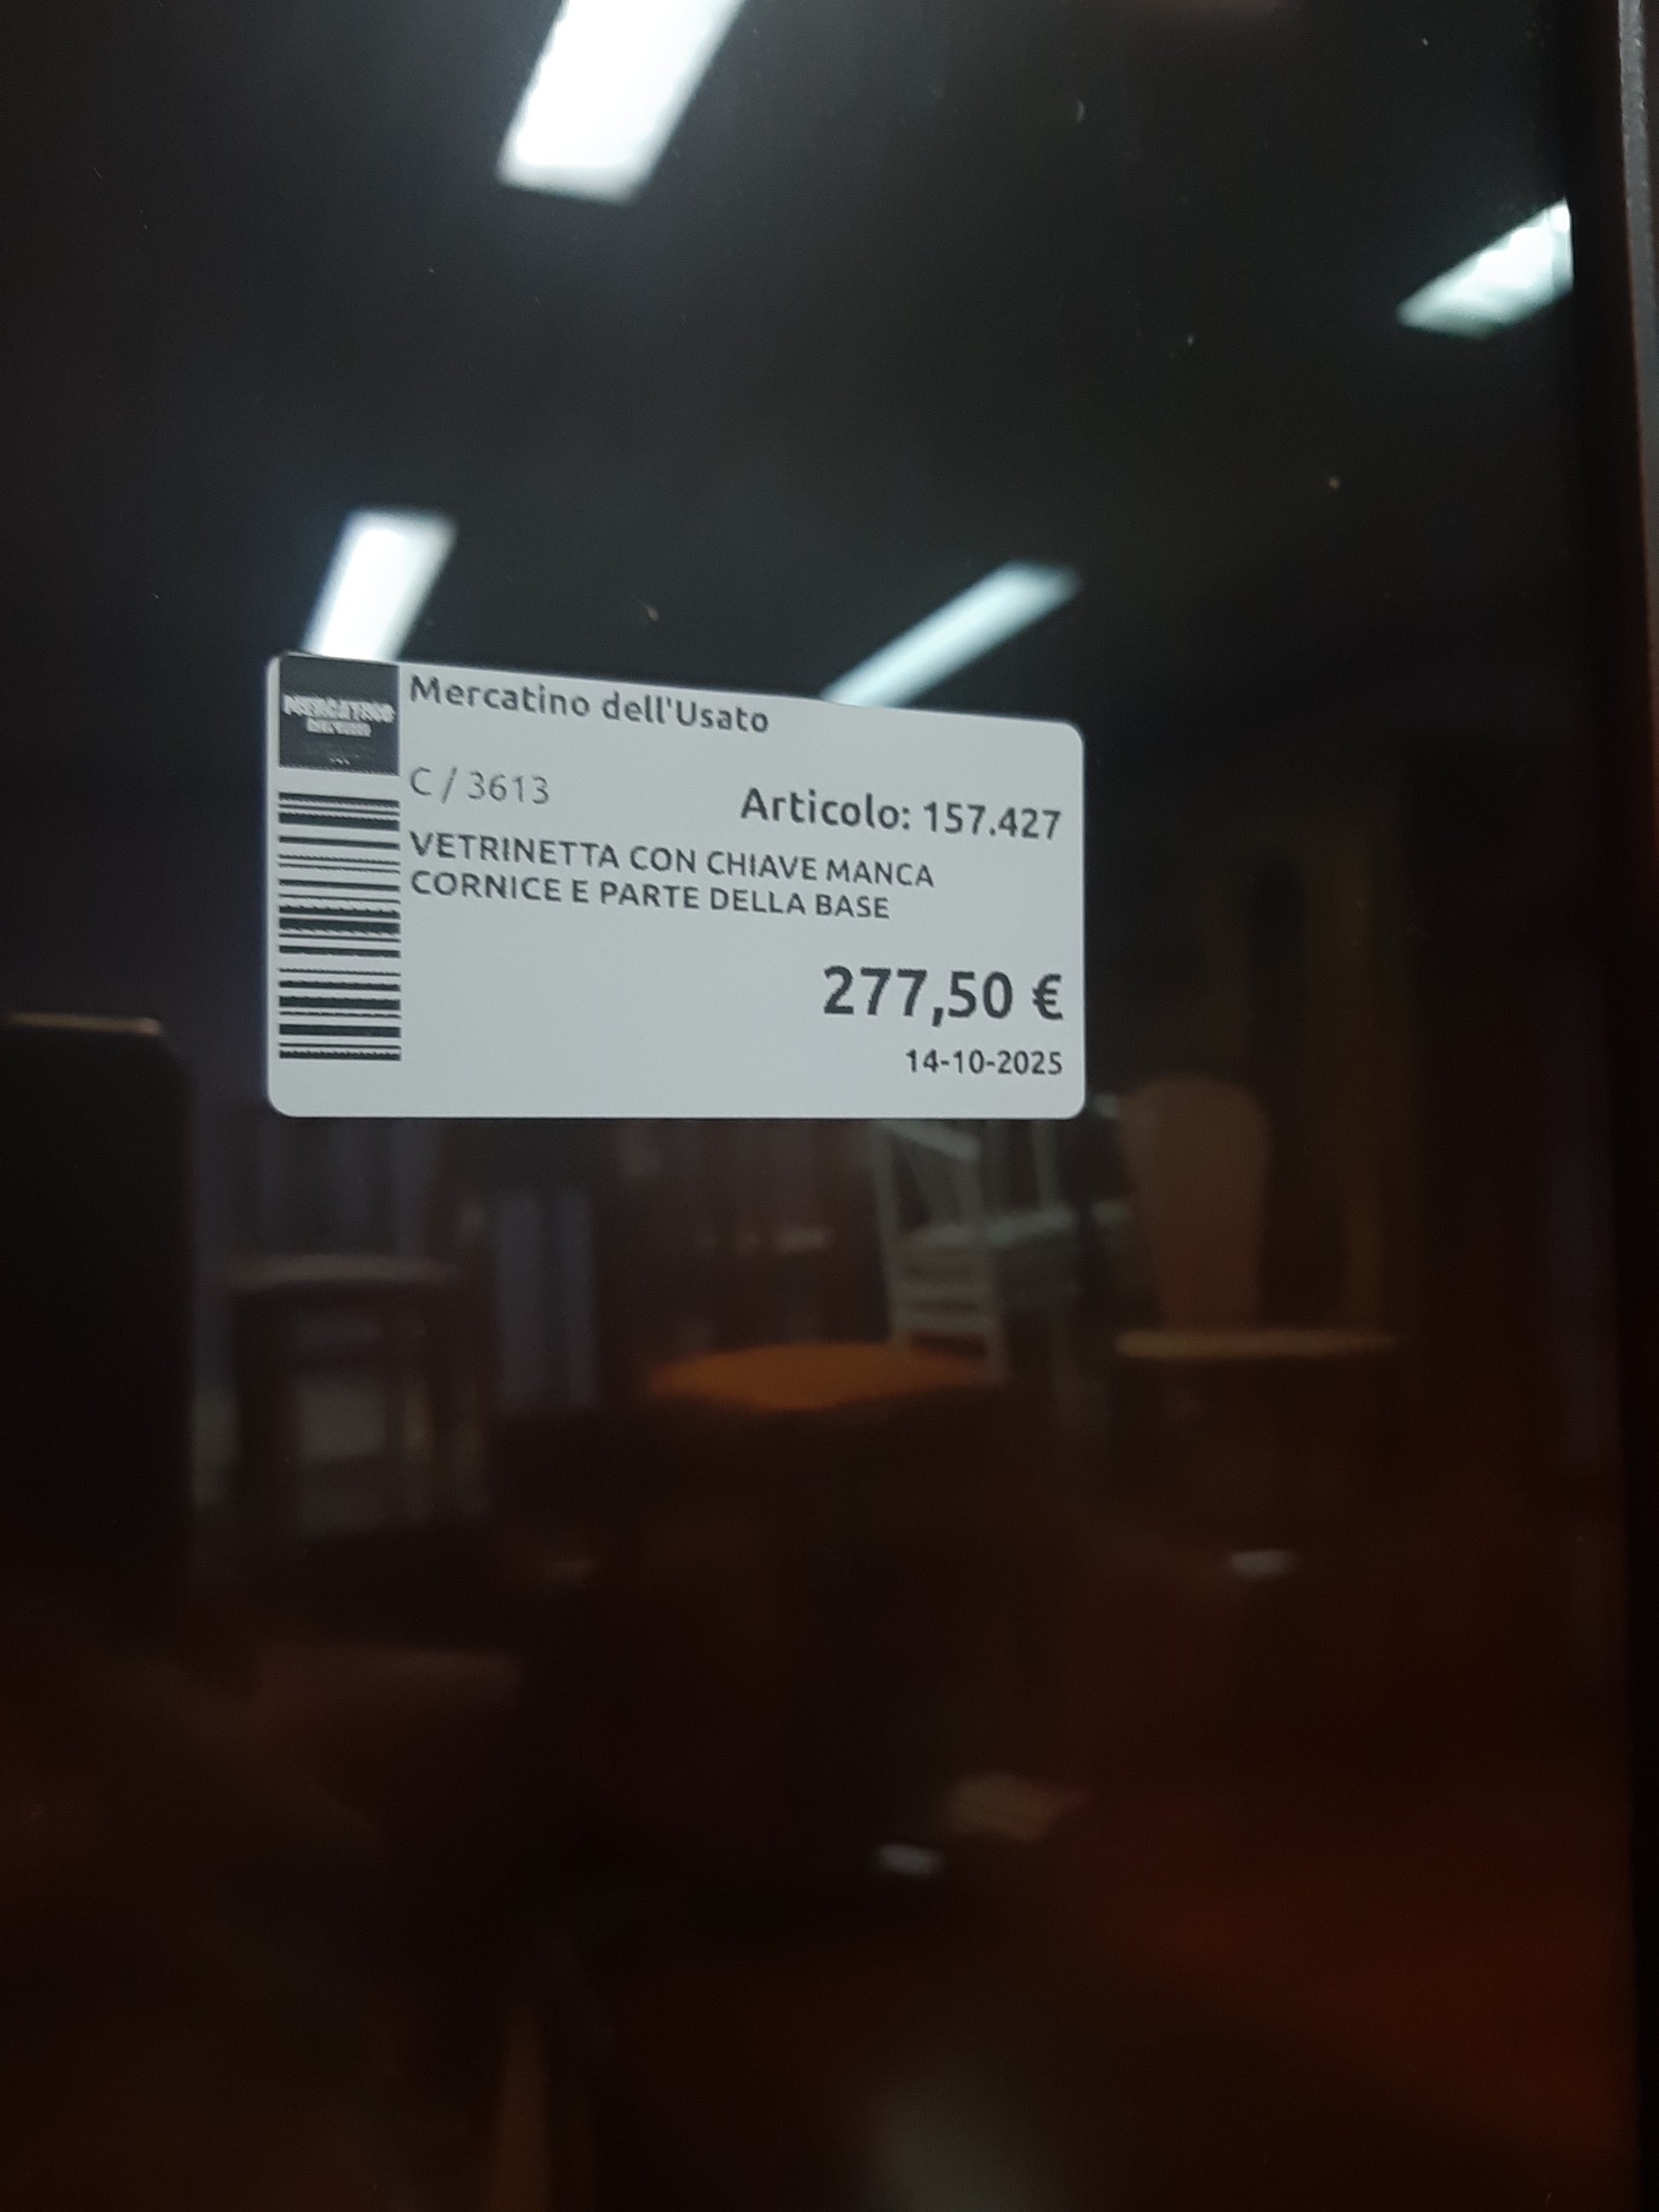 Mercatino dell'Usato
C / 3613
Articolo: 157.427
VETRINETTA CON CHIAVE MANCA
CORNICE E PARTE DELLA BASE
277,50 €
14-10-2025